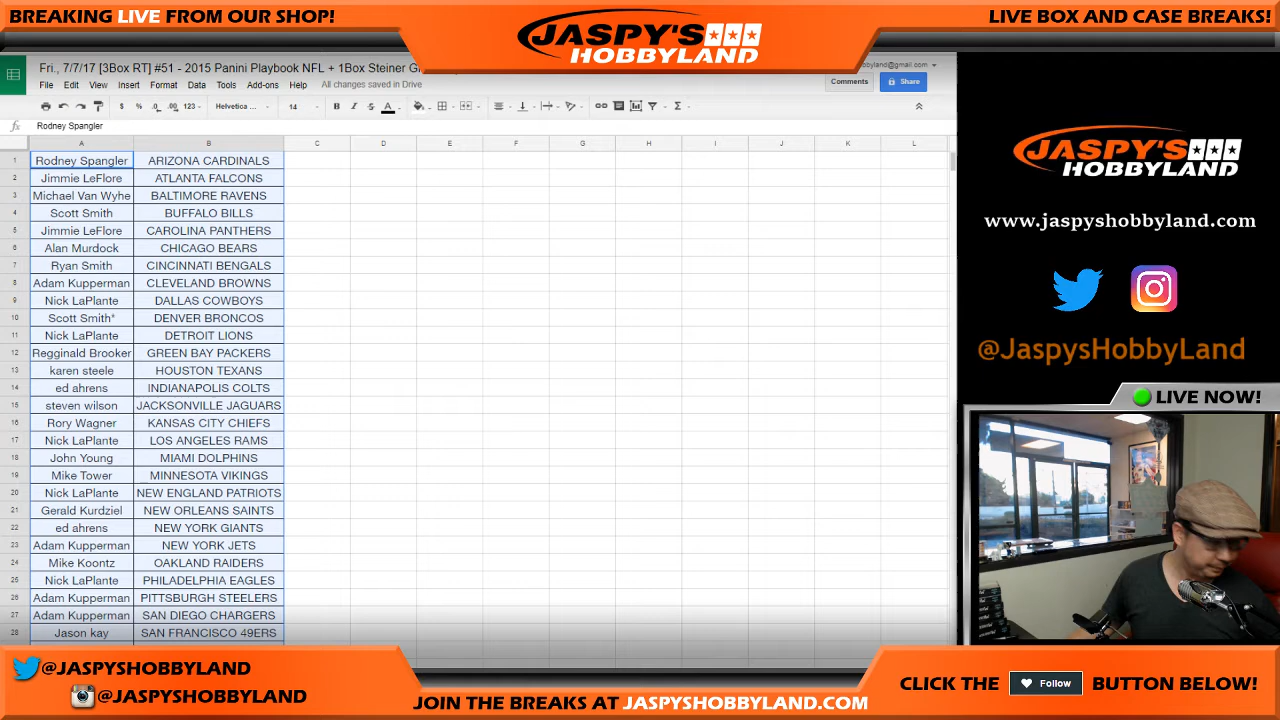 BREAKING LIVE FROM OUR SHOP!
JASPY'S
HOBBYLAND
LIVE BOX AND CASE BREAKS!
Fri., 7/7/17 [3Box RT] #51 - 2015 Panini Playbook NFL + 1Box Steiner
bbyland@gmail.com
File Edit View Insert Format Data Tools Add-ons Help All changes saved in Drive
Comments Share
$ % .0 .00 123 Helvetica ... 14 B I S A
fx Rodney Spangler
A B C D E F G H I J K L
1 Rodney Spangler ARIZONA CARDINALS
2 Jimmie LeFlore ATLANTA FALCONS
3 Michael Van Wyhe BALTIMORE RAVENS
4 Scott Smith BUFFALO BILLS
5 Jimmie LeFlore CAROLINA PANTHERS
6 Alan Murdock CHICAGO BEARS
7 Ryan Smith CINCINNATI BENGALS
8 Adam Kupperman CLEVELAND BROWNS
9 Nick LaPlante DALLAS COWBOYS
10 Scott Smith* DENVER BRONCOS
11 Nick LaPlante DETROIT LIONS
12 Regginald Brooker GREEN BAY PACKERS
13 karen steele HOUSTON TEXANS
14 ed ahrens INDIANAPOLIS COLTS
15 steven wilson JACKSONVILLE JAGUARS
16 Rory Wagner KANSAS CITY CHIEFS
17 Nick LaPlante LOS ANGELES RAMS
18 John Young MIAMI DOLPHINS
19 Mike Tower MINNESOTA VIKINGS
20 Nick LaPlante NEW ENGLAND PATRIOTS
21 Gerald Kurdziel NEW ORLEANS SAINTS
22 ed ahrens NEW YORK GIANTS
23 Adam Kupperman NEW YORK JETS
24 Mike Koontz OAKLAND RAIDERS
25 Nick LaPlante PHILADELPHIA EAGLES
26 Adam Kupperman PITTSBURGH STEELERS
27 Adam Kupperman SAN DIEGO CHARGERS
28 Jason kay SAN FRANCISCO 49ERS
JASPY'S
HOBBYLAND
www.jaspyshobbyland.com
@JaspysHobbyLand
LIVE NOW!
@JASPYSHOBBYLAND
@JASPYSHOBBYLAND
JOIN THE BREAKS AT JASPYSHOBBYLAND.COM
CLICK THE Follow BUTTON BELOW!